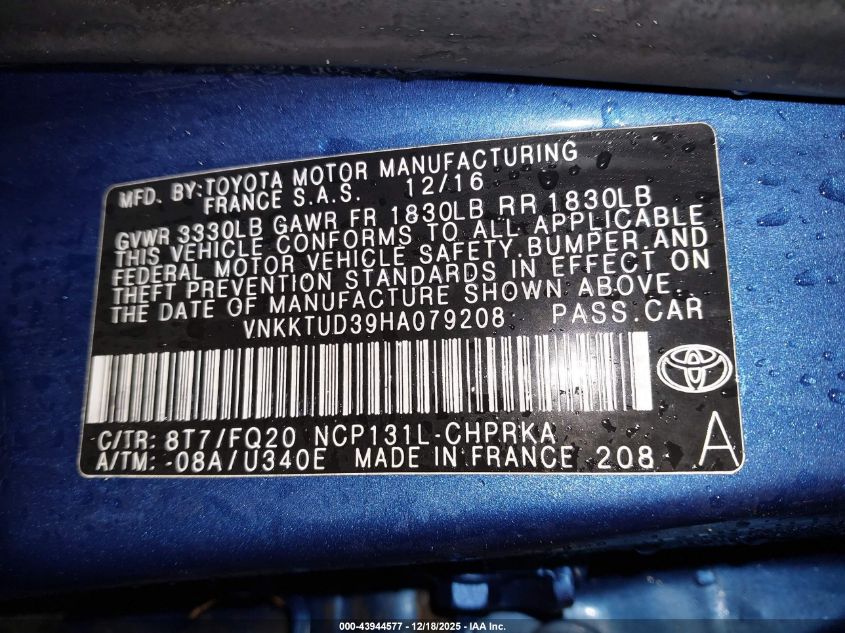 MFD. BY: TOYOTA MOTOR MANUFACTURING
FRANCE S.A.S. 12/16
GVWR 3330LB GAWR FR 1830LB RR 1830LB
THIS VEHICLE CONFORMS TO ALL APPLICABLE
FEDERAL MOTOR VEHICLE SAFETY, BUMPER, AND
THEFT PREVENTION STANDARDS IN EFFECT ON
THE DATE OF MANUFACTURE SHOWN ABOVE.
VNKKTUD39HA079208 PASS.CAR
C/TR: 8T7/FQ20 NCP131L-CHPRKA
A/TM: -08A/U340E MADE IN FRANCE 208
A
000-43944577 - 12/18/2025 - IAA Inc.